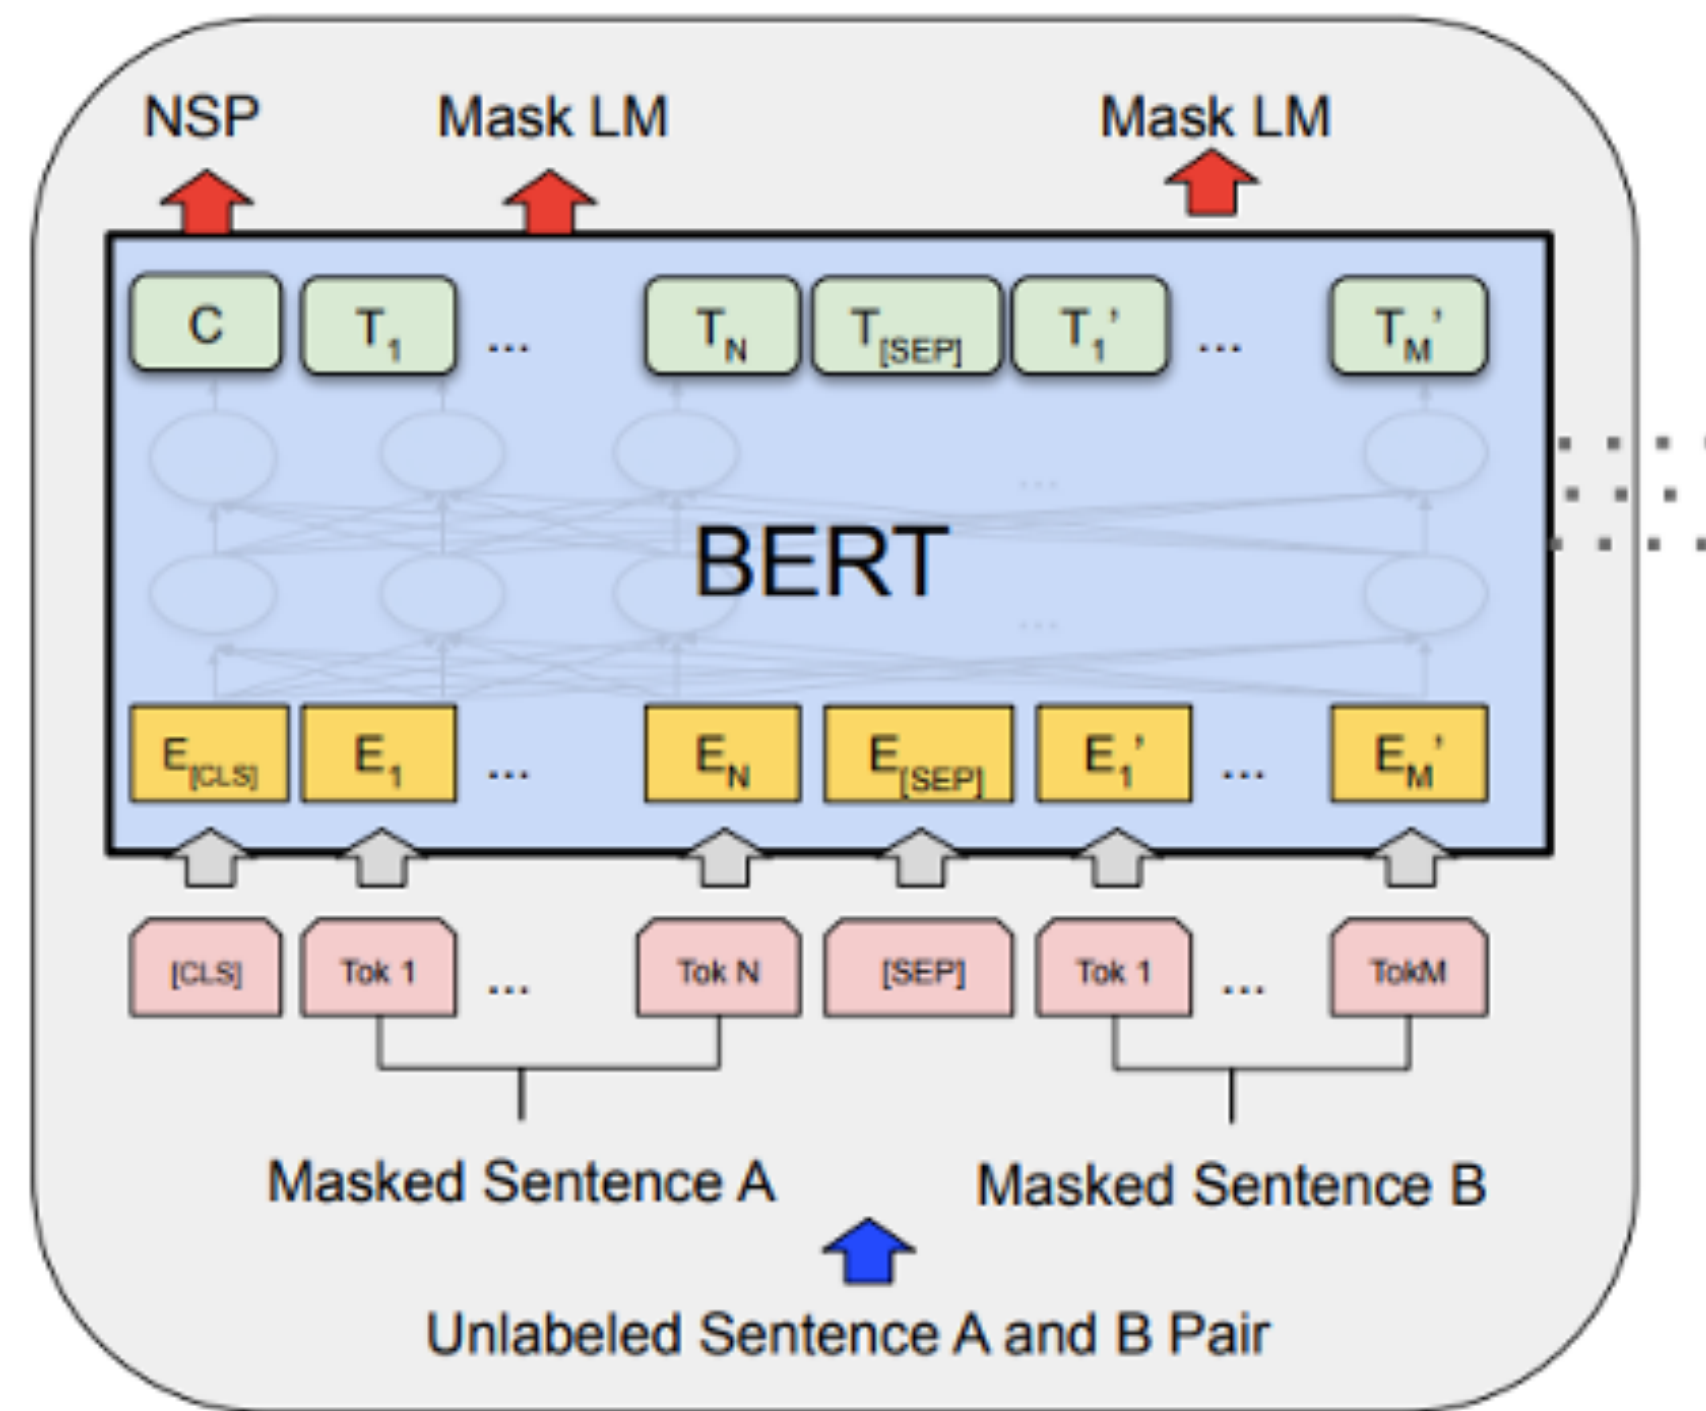 NSP Mask LM Mask LM
C T1 ... TN T[SEP] T1’ ... TM’
...
BERT
...
E[CLS] E1 ... EN E[SEP] E1’ ... EM’
[CLS] Tok 1 ... Tok N [SEP] Tok 1 ... TokM
Masked Sentence A Masked Sentence B
Unlabeled Sentence A and B Pair